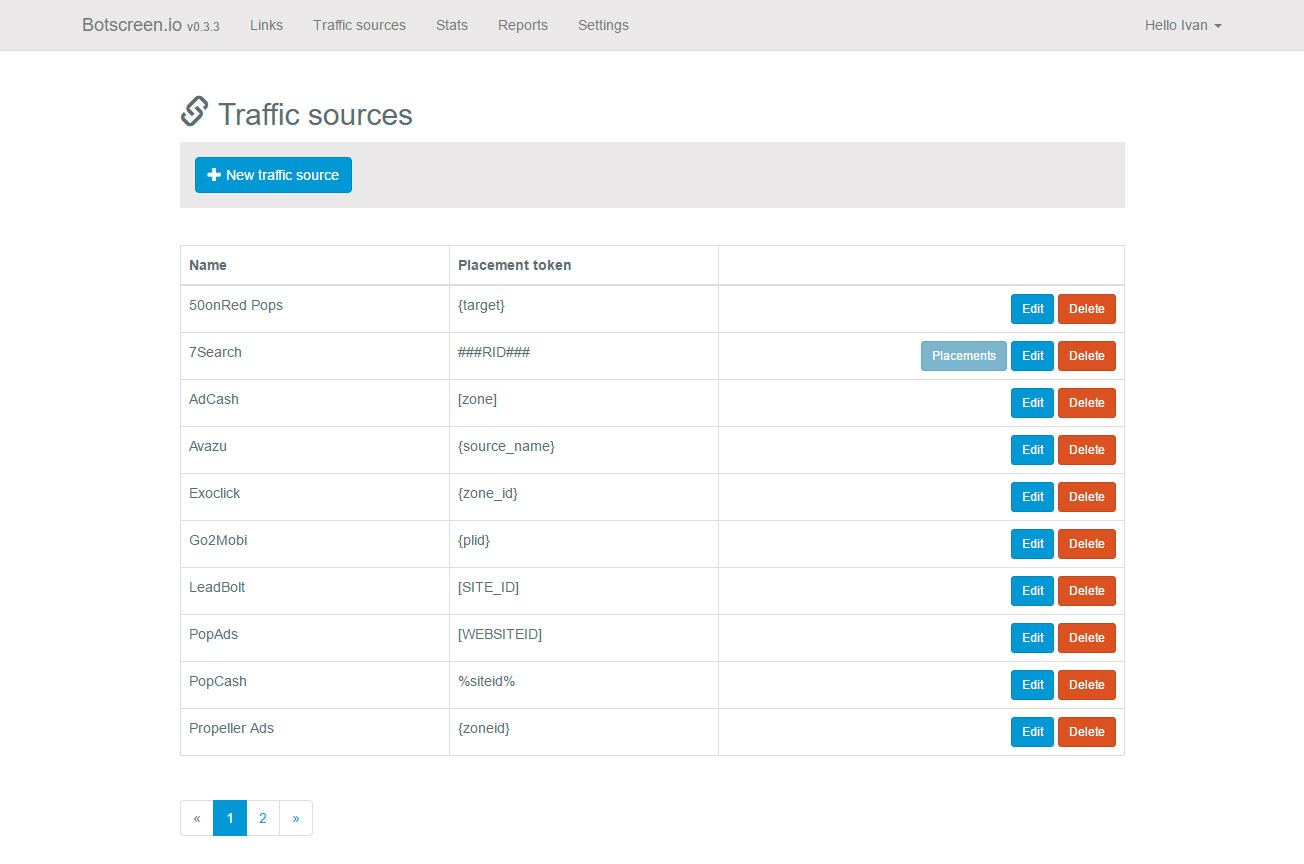 Botscreen.io v0.3.3 Links Traffic sources Stats Reports Settings Hello Ivan
Traffic sources
New traffic source
Name Placement token
50onRed Pops {target} Edit Delete
7Search ###RID### Placements Edit Delete
AdCash [zone] Edit Delete
Avazu {source_name} Edit Delete
Exoclick {zone_id} Edit Delete
Go2Mobi {plid} Edit Delete
LeadBolt [SITE_ID] Edit Delete
PopAds [WEBSITEID] Edit Delete
PopCash %siteid% Edit Delete
Propeller Ads {zoneid} Edit Delete
« 1 2 »